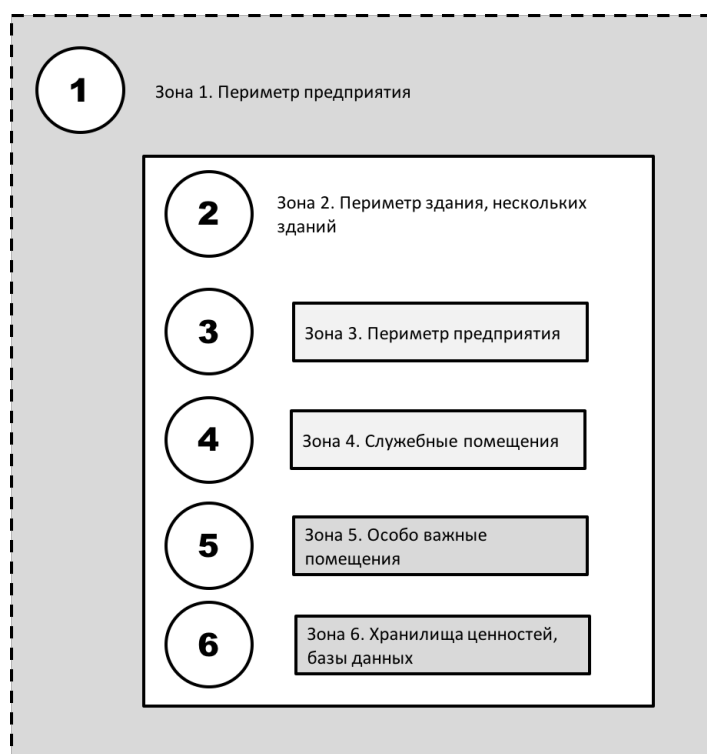 1
Зона 1. Периметр предприятия
2
Зона 2. Периметр здания, нескольких
зданий
3
Зона 3. Периметр предприятия
4
Зона 4. Служебные помещения
5
Зона 5. Особо важные
помещения
6
Зона 6. Хранилища ценностей,
базы данных